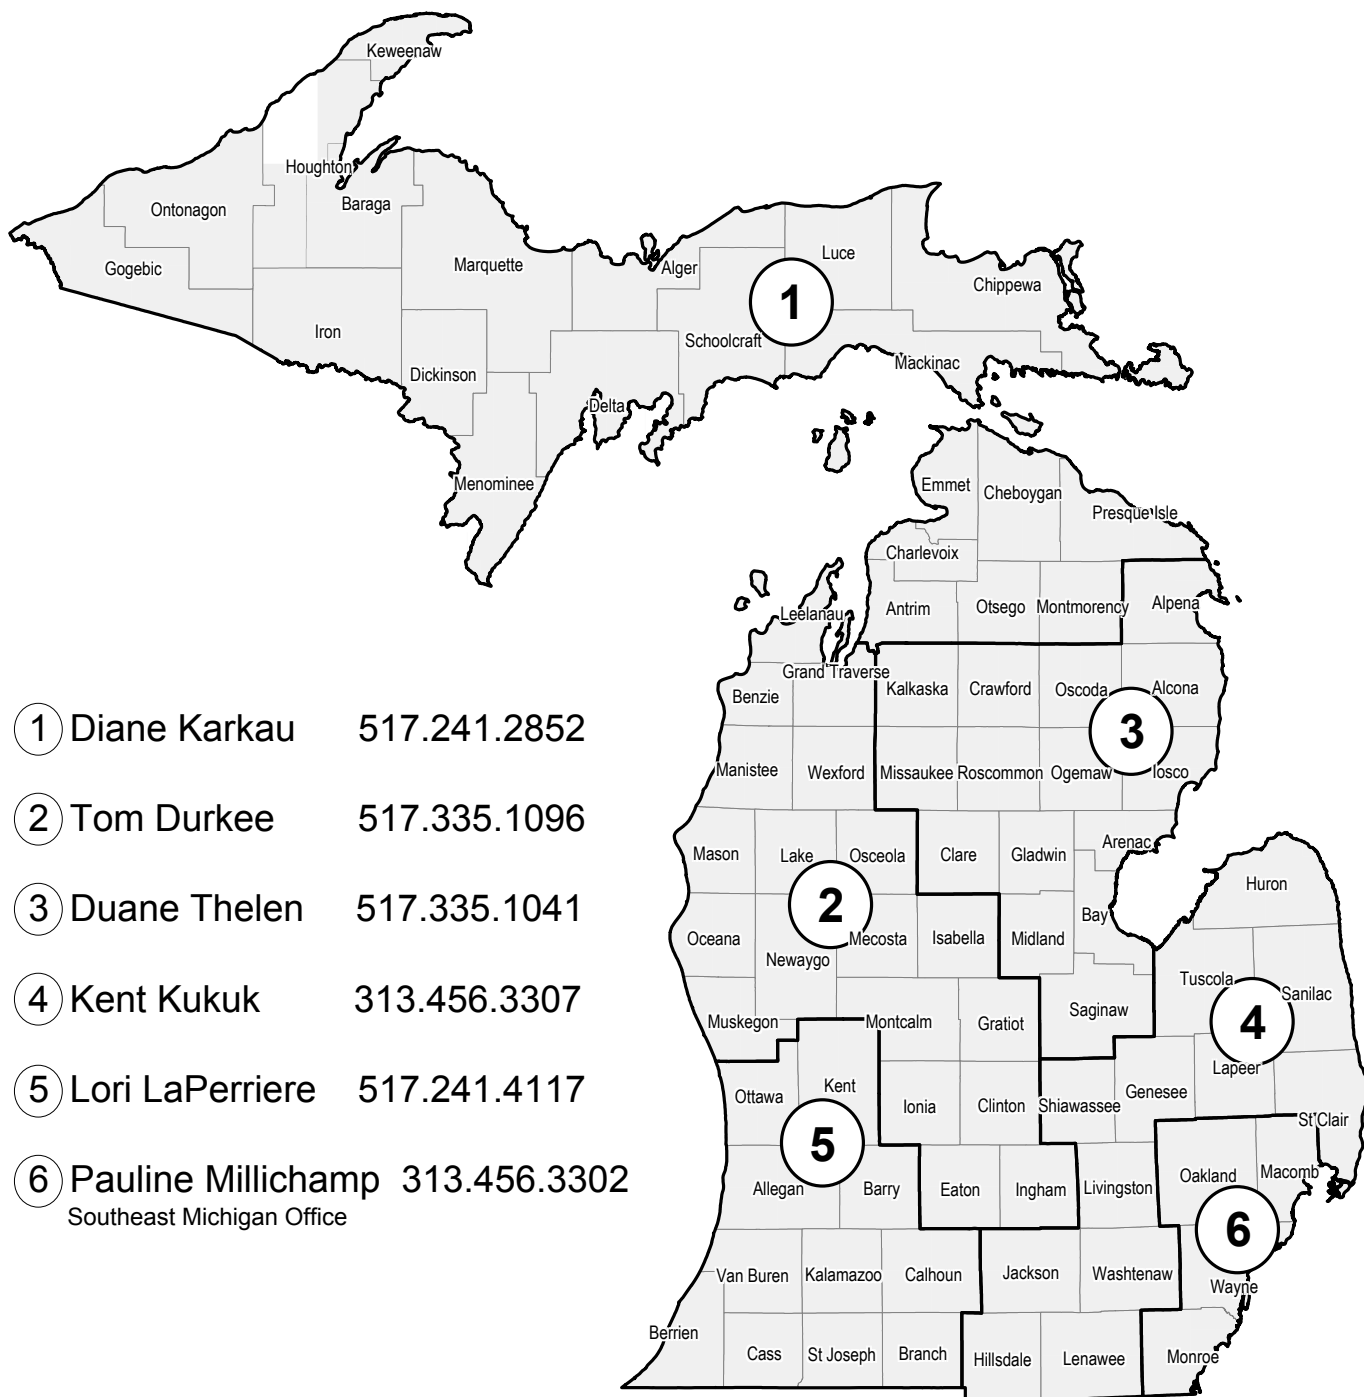 Keweenaw
Houghton
Ontonagon
Baraga
Gogebic
Marquette
Alger
Luce
Chippewa
1
Iron
Schoolcraft
Mackinac
Dickinson
Delta
Menominee
Emmet
Cheboygan
Presque Isle
Charlevoix
Antrim
Otsego
Montmorency
Alpena
Leelanau
Grand Traverse
Benzie
Kalkaska
Crawford
Oscoda
Alcona
3
Manistee
Wexford
Missaukee
Roscommon
Ogemaw
Iosco
Mason
Lake
Osceola
Clare
Gladwin
Arenac
2
Huron
Oceana
Newaygo
Mecosta
Isabella
Midland
Bay
Tuscola
Sanilac
4
Muskegon
Montcalm
Gratiot
Saginaw
Lapeer
Ottawa
Kent
Ionia
Clinton
Shiawassee
Genesee
St Clair
5
Allegan
Barry
Eaton
Ingham
Livingston
Oakland
Macomb
6
Van Buren
Kalamazoo
Calhoun
Jackson
Washtenaw
Wayne
Berrien
Cass
St Joseph
Branch
Hillsdale
Lenawee
Monroe
1 Diane Karkau 517.241.2852
2 Tom Durkee 517.335.1096
3 Duane Thelen 517.335.1041
4 Kent Kukuk 313.456.3307
5 Lori LaPerriere 517.241.4117
6 Pauline Millichamp 313.456.3302
Southeast Michigan Office